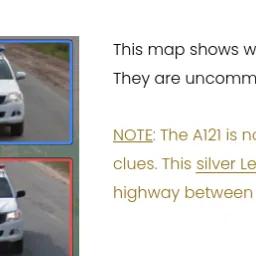 This map shows w
They are uncomm
NOTE: The A121 is no
clues. This silver Le
highway between